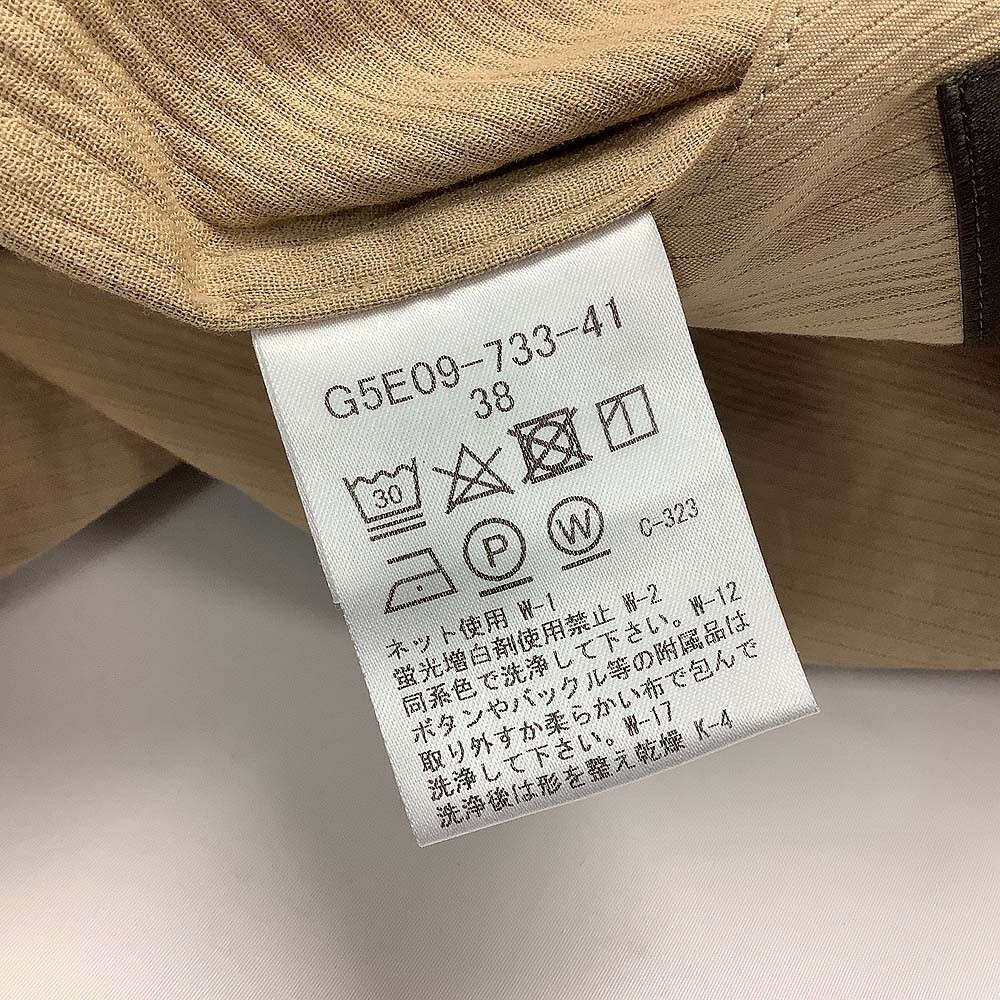 G5E09-733-41
38
30
P W C-323
ネット使用 W-1
蛍光増白剤使用禁止 W-2
同系色で洗浄して下さい。W-12
ボタンやバックル等の附属品は
取り外すか柔らかい布で包んで
洗浄して下さい。W-17
洗浄後は形を整え乾燥 K-4